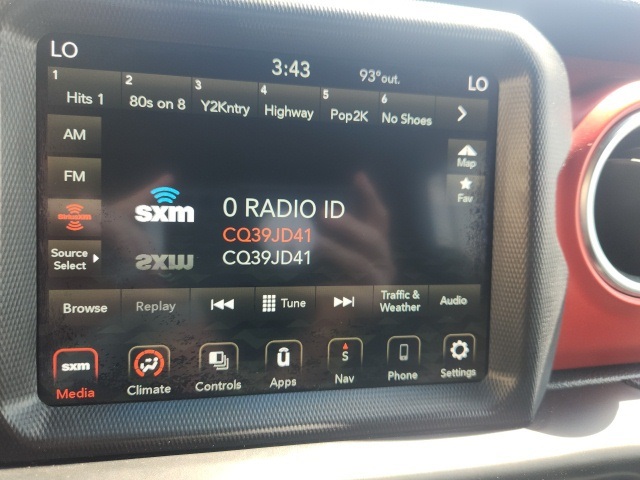 LO
3:43
93°out.
LO
1
Hits 1
2
80s on 8
3
Y2Kntry
4
Highway
5
Pop2K
6
No Shoes
AM
FM
Map
Fav
sxm
0 RADIO ID
CQ39JD41
CQ39JD41
Source
Select
sxm
Browse
Replay
Tune
Traffic &
Weather
Audio
sxm
Media
Climate
Controls
Apps
S
Nav
Phone
Settings